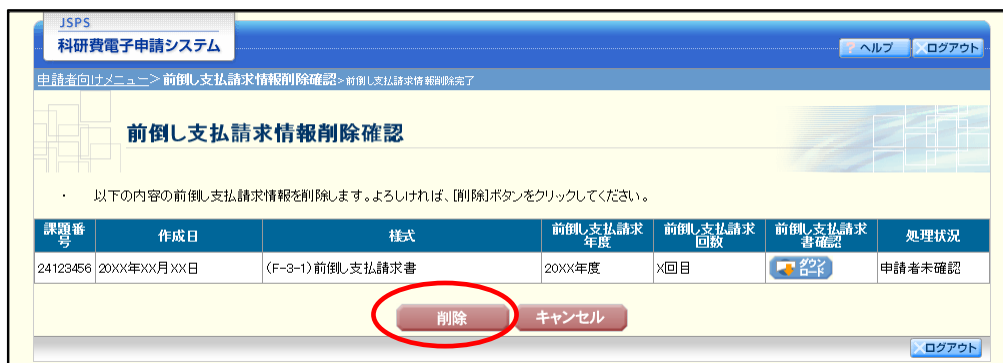 JSPS
科研費電子申請システム
? ヘルプ
×ログアウト
申請者向けメニュー>前倒し支払請求情報削除確認>前倒し支払請求情報削除完了
前倒し支払請求情報削除確認
・ 以下の内容の前倒し支払請求情報を削除します。よろしければ、[削除]ボタンをクリックしてください。
課題番号 作成日 様式 前倒し支払請求年度 前倒し支払請求回数 前倒し支払請求書確認 処理状況
24123456 20XX年XX月XX日 (F-3-1)前倒し支払請求書 20XX年度 X回目 ダウンロード 申請者未確認
削除 キャンセル
×ログアウト